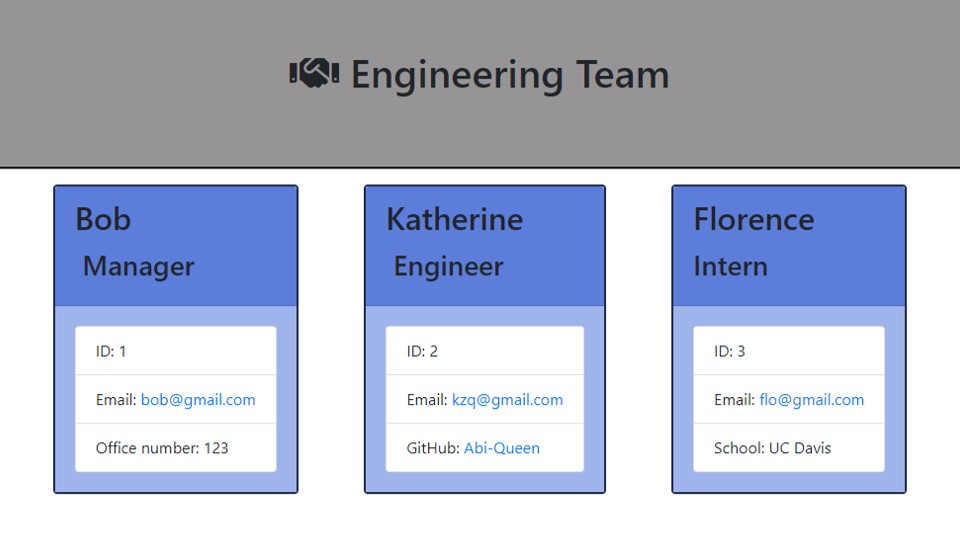 Engineering Team
Bob
Manager
ID: 1
Email: bob@gmail.com
Office number: 123
Katherine
Engineer
ID: 2
Email: kzq@gmail.com
GitHub: Abi-Queen
Florence
Intern
ID: 3
Email: flo@gmail.com
School: UC Davis